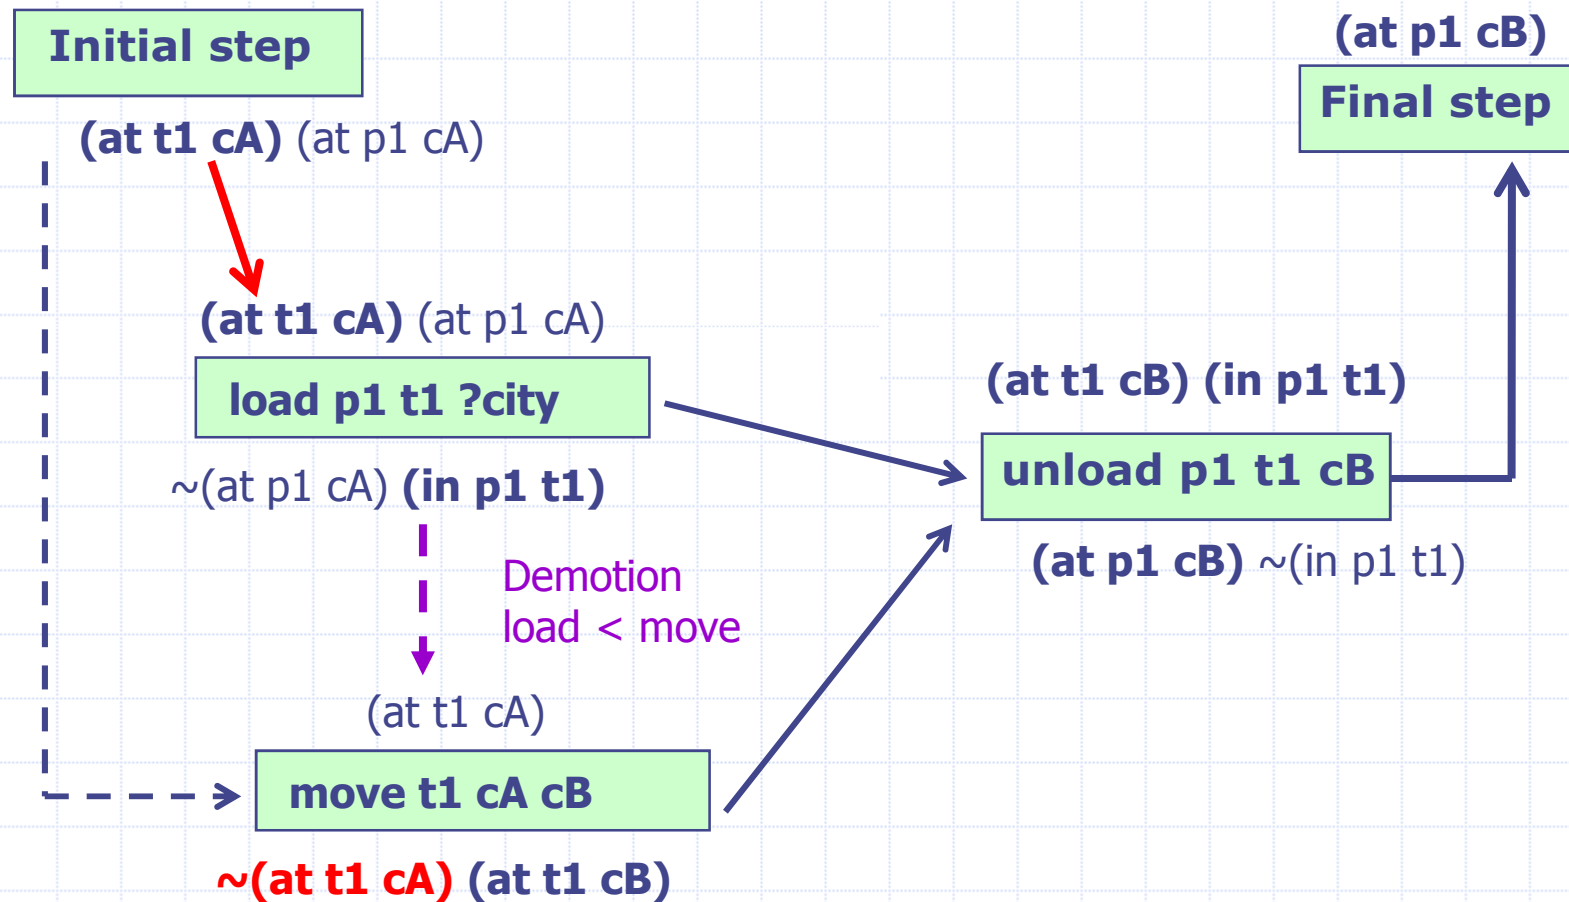 Initial step
(at p1 cB)
Final step
(at t1 cA) (at p1 cA)
(at t1 cA) (at p1 cA)
load p1 t1 ?city
~(at p1 cA) (in p1 t1)
(at t1 cB) (in p1 t1)
unload p1 t1 cB
(at p1 cB) ~(in p1 t1)
Demotion
load < move
(at t1 cA)
move t1 cA cB
~(at t1 cA) (at t1 cB)